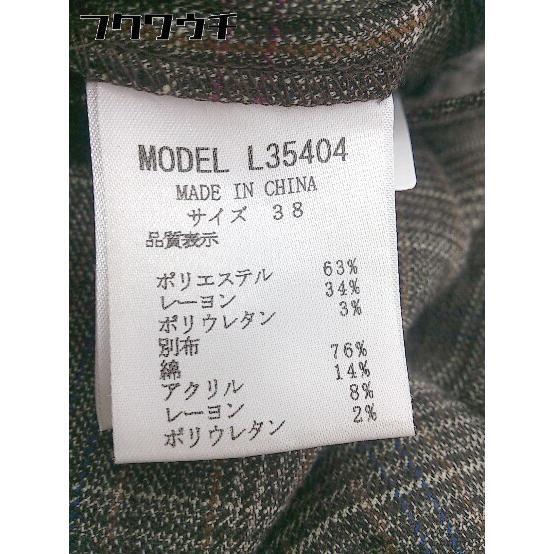 フクウウチ
MODEL L35404
MADE IN CHINA
サイズ 38
品質表示
ポリエステル 63%
レーヨン 34%
ポリウレタン 3%
別布
綿 76%
アクリル 14%
レーヨン 8%
ポリウレタン 2%